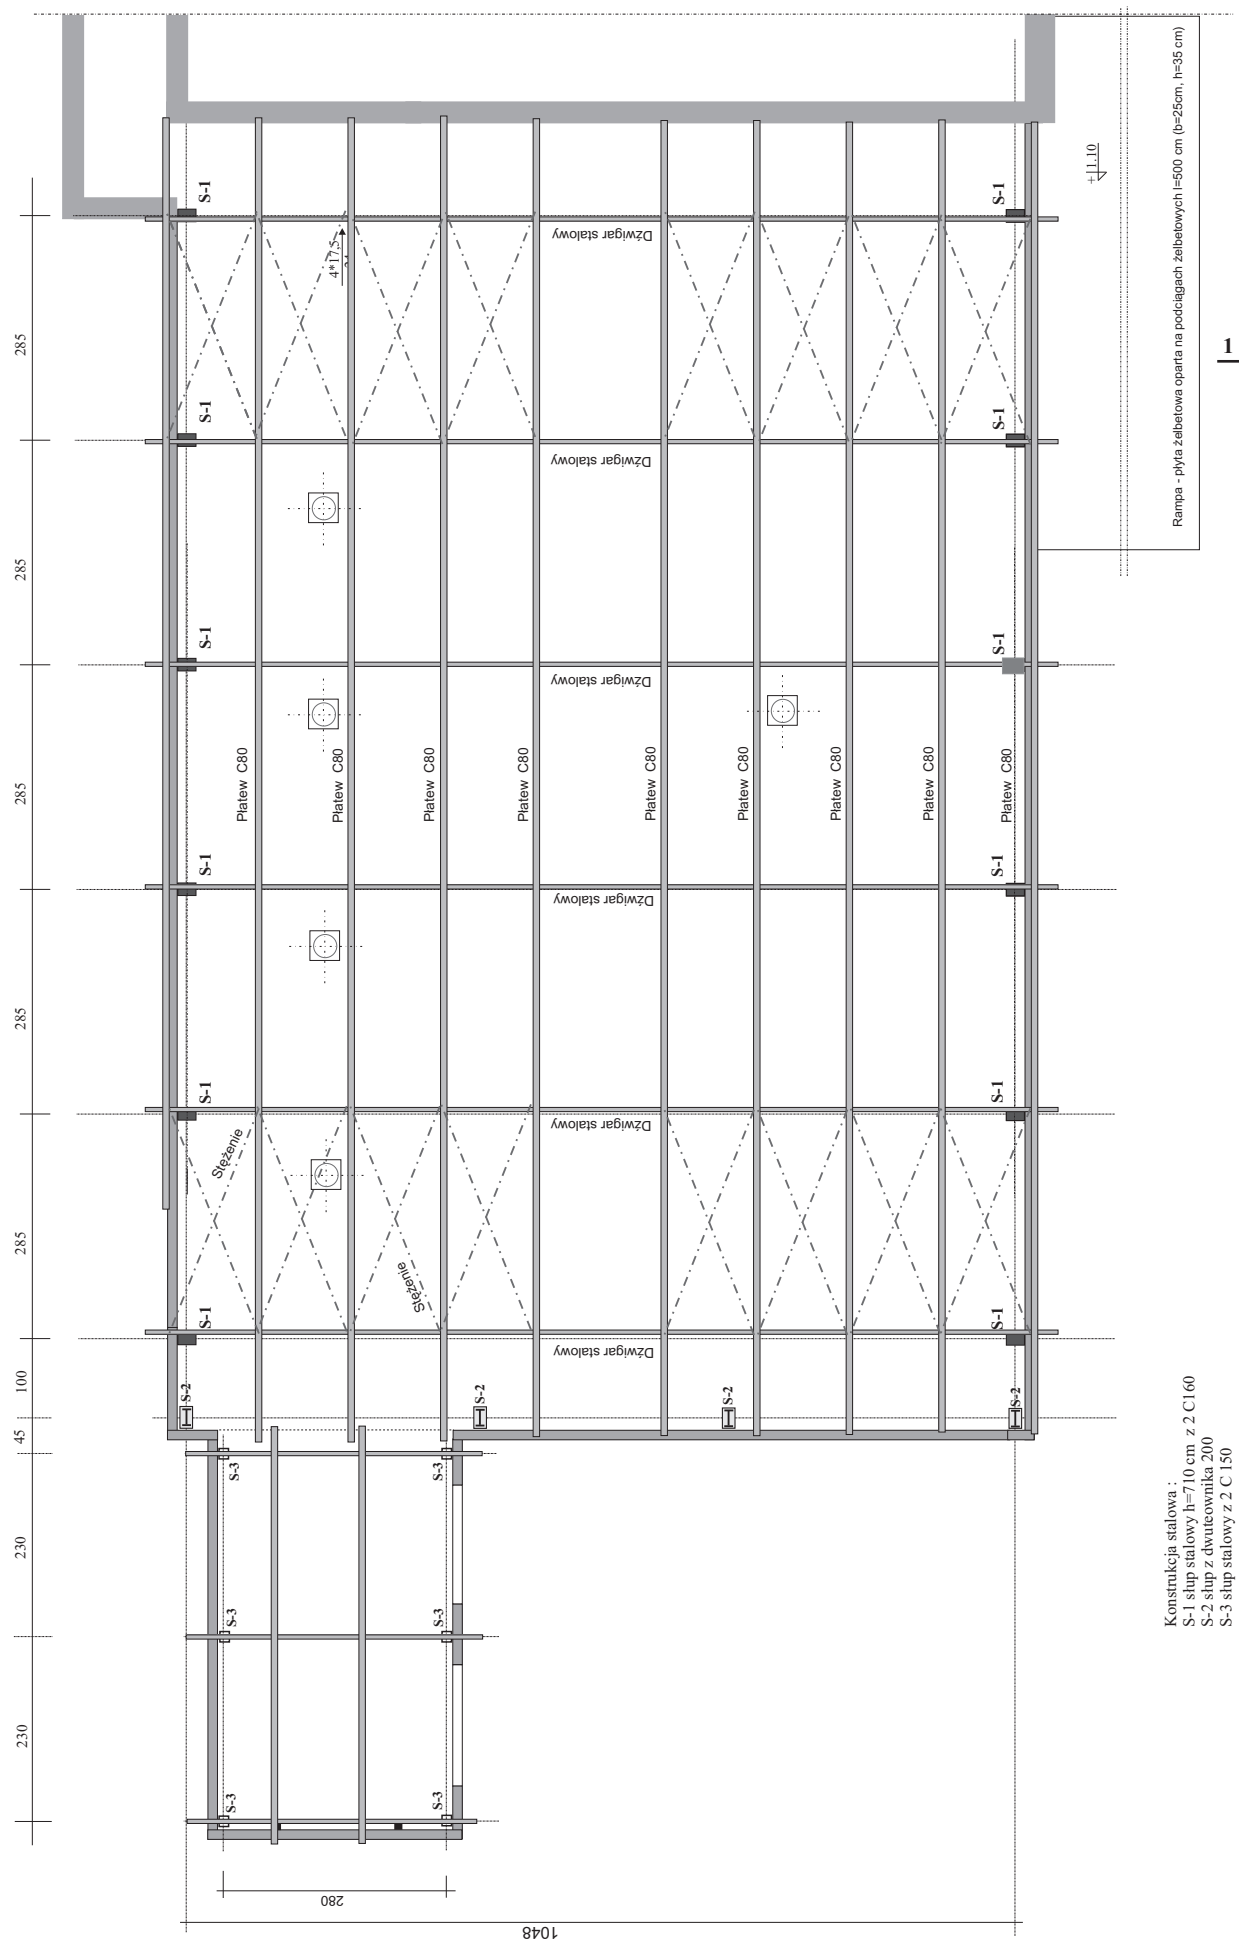 S-1
S-1
+1.10
Dźwigar stalowy
4*17,5
285
Rampa - płyta żelbetowa oparta na podciągach żelbetowych l=500 cm (b=25cm, h=35 cm)
1
S-1
S-1
Dźwigar stalowy
285
S-1
S-1
Dźwigar stalowy
285
Płatew C80
Płatew C80
Płatew C80
Płatew C80
Płatew C80
Płatew C80
Płatew C80
Płatew C80
Płatew C80
S-1
S-1
Dźwigar stalowy
285
S-1
S-1
Dźwigar stalowy
Stężenie
285
Stężenie
S-1
S-1
Dźwigar stalowy
100
S-2
S-2
S-2
S-2
45
S-3
S-3
230
S-3
S-3
230
S-3
S-3
280
1048
Konstrukcja stalowa :
S-1 słup stalowy h=710 cm z 2 C160
S-2 słup z dwuteownika 200
S-3 słup stalowy z 2 C 150